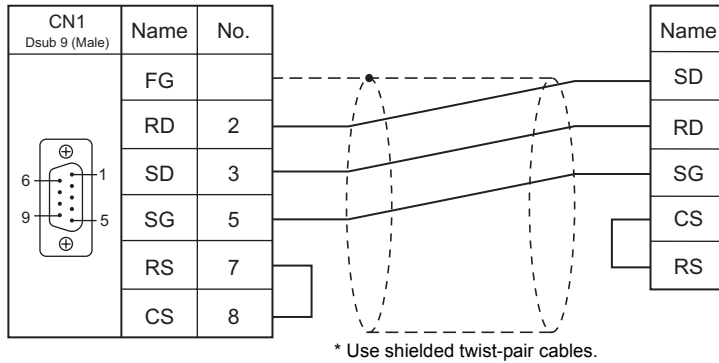 CN1
Dsub 9 (Male)
Name No.
FG
RD 2
SD 3
SG 5
RS 7
CS 8
6 1
9 5
Name
SD
RD
SG
CS
RS
* Use shielded twist-pair cables.